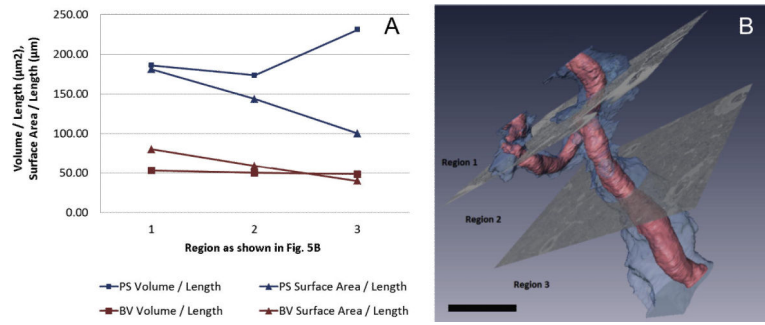 A
250.00
200.00
150.00
100.00
50.00
0.00
Volume / Length (µm2),
Surface Area / Length (µm)
1 2 3
Region as shown in Fig. 5B
PS Volume / Length
PS Surface Area / Length
BV Volume / Length
BV Surface Area / Length
B
Region 1
Region 2
Region 3